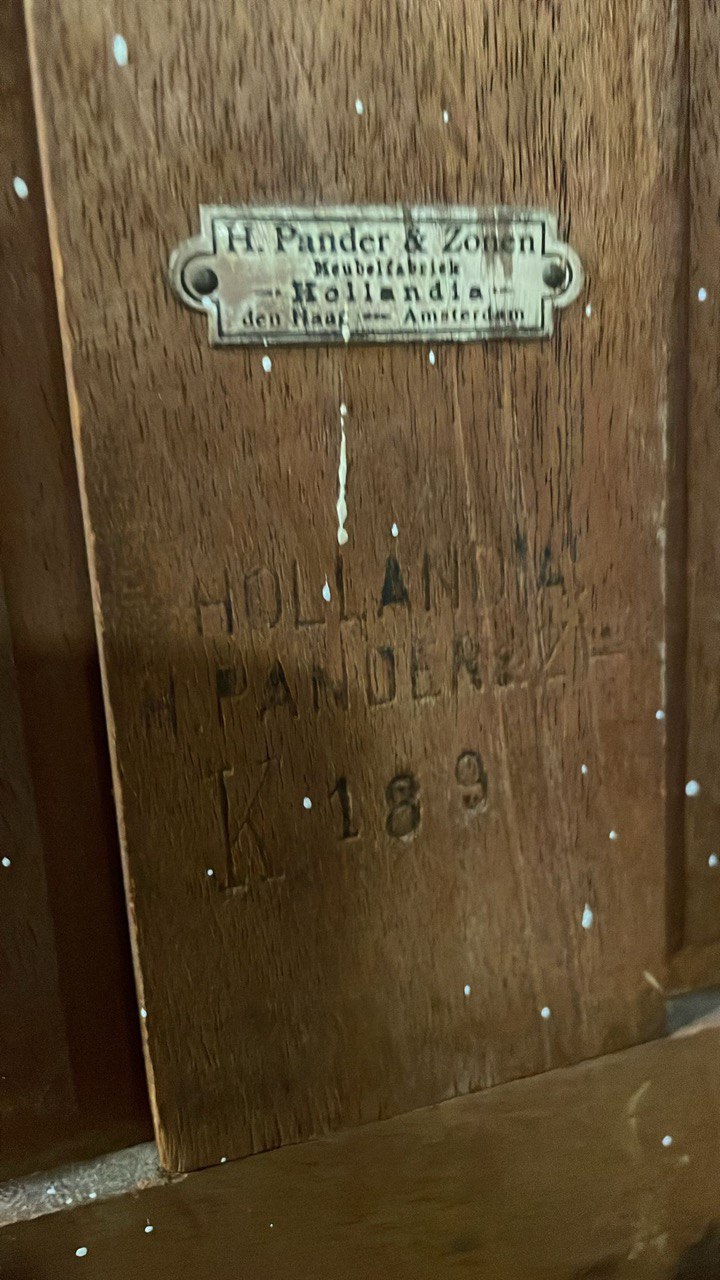 H. Pander & Zonen
Meubelfabriek
— Hollandia —
den Haag — Amsterdam
HOLLANDIA
H. PANDER & Z
K 189